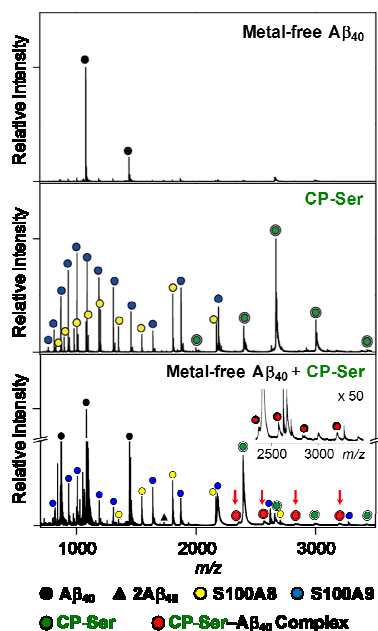 Metal-free Aβ40
Relative Intensity
CP-Ser
Relative Intensity
Metal-free Aβ40 + CP-Ser
x 50
2500 3000 m/z
Relative Intensity
1000 2000 3000
m/z
Aβ40 2Aβ40 S100A8 S100A9
CP-Ser CP-Ser–Aβ40 Complex